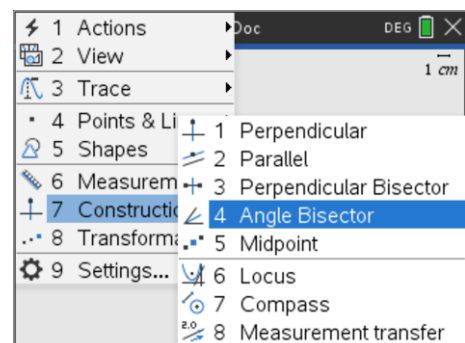 1 Actions
Doc
DEG
2 View
1 cm
3 Trace
4 Points & Li
5 Shapes
6 Measurem
7 Constructio
8 Transforma
9 Settings...
1 Perpendicular
2 Parallel
3 Perpendicular Bisector
4 Angle Bisector
5 Midpoint
6 Locus
7 Compass
2.0
8 Measurement transfer